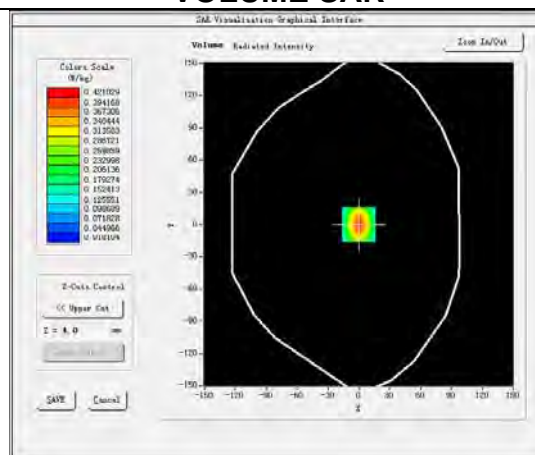 VOLUME SAR
SAR Visualisation Graphical Interface
Volume Radiated Intensity
Zoom In/Out
Colors Scale
(W/kg)
0.421029
0.394168
0.367306
0.340444
0.313583
0.286721
0.259859
0.232998
0.206136
0.179274
0.152413
0.125551
0.098689
0.071828
0.044966
0.018104
Z-Cuts Control
<< Upper Cut
Z = 4.0 mm
SAVE
Cancel
150
120
90
60
30
0
-30
-60
-90
-120
-150
Y
-150 -120 -90 -60 -30 0 30 60 90 120 150
X